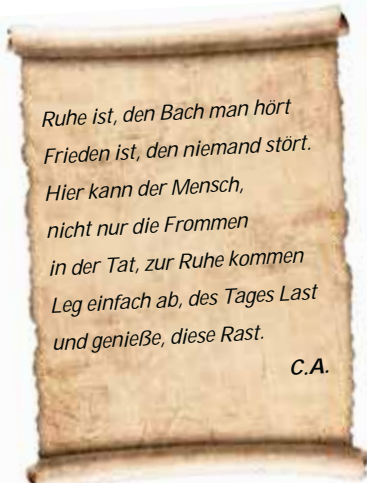 Ruhe ist, den Bach man hört
Frieden ist, den niemand stört.
Hier kann der Mensch,
nicht nur die Frommen
in der Tat, zur Ruhe kommen
Leg einfach ab, des Tages Last
und genieße, diese Rast.
C.A.